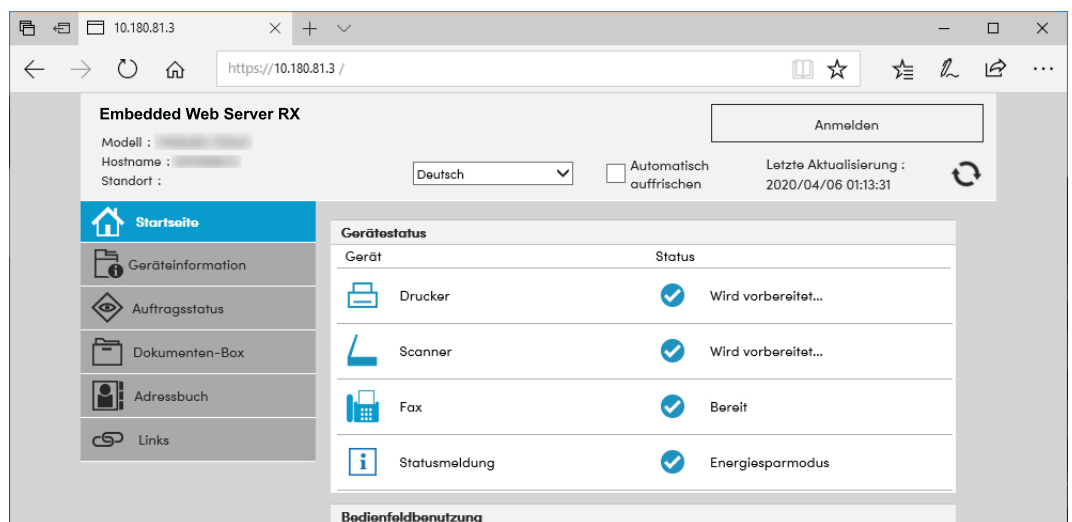 10.180.81.3
https://10.180.81.3 /
Embedded Web Server RX
Anmelden
Modell :
Hostname :
Standort :
Deutsch
Automatisch
auffrischen
Letzte Aktualisierung :
2020/04/06 01:13:31
Startseite
Geräteinformation
Auftragsstatus
Dokumenten-Box
Adressbuch
Links
Gerätestatus
Gerät Status
Drucker Wird vorbereitet...
Scanner Wird vorbereitet...
Fax Bereit
Statusmeldung Energiesparmodus
Bedienfeldbenutzung